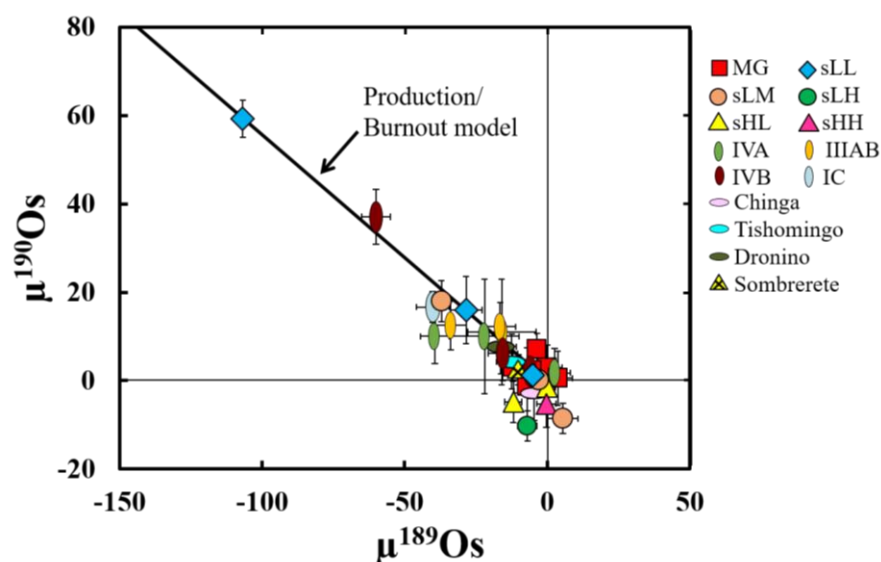 80
60
40
20
0
-20
μ¹⁹⁰Os
Production/
Burnout model
-150
-100
-50
0
50
μ¹⁸⁹Os
MG
sLL
sLM
sLH
sHL
sHH
IVA
IIIAB
IVB
IC
Chinga
Tishomingo
Dronino
Sombrerete